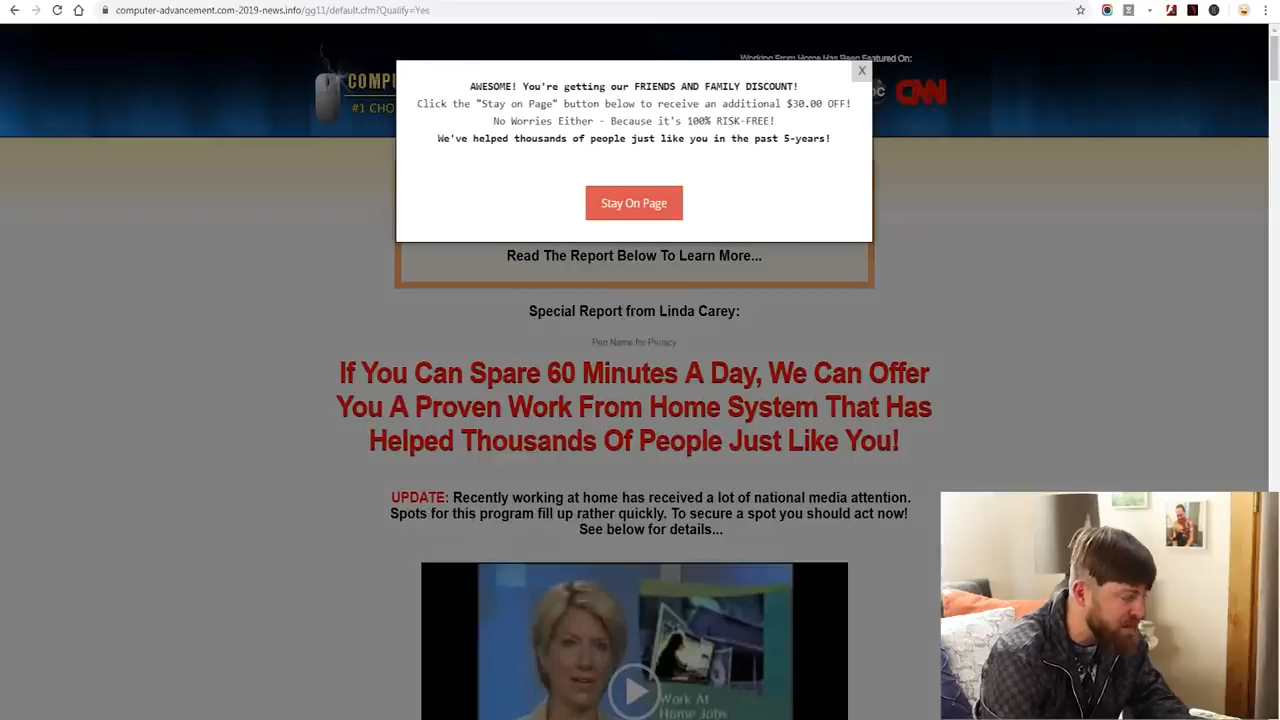 computer-advancement.com-2019-news.info/gg11/default.cfm?Qualify=Yes
Working From Home Has Been Featured On:
COMPU
#1 CHO
CNN
X
AWESOME! You're getting our FRIENDS AND FAMILY DISCOUNT!
Click the "Stay on Page" button below to receive an additional $30.00 OFF!
No Worries Either - Because it's 100% RISK-FREE!
We've helped thousands of people just like you in the past 5-years!
Stay On Page
Read The Report Below To Learn More...
Special Report from Linda Carey:
Pen Name for Privacy
If You Can Spare 60 Minutes A Day, We Can Offer
You A Proven Work From Home System That Has
Helped Thousands Of People Just Like You!
UPDATE: Recently working at home has received a lot of national media attention.
Spots for this program fill up rather quickly. To secure a spot you should act now!
See below for details...
Work At
Home Jobs